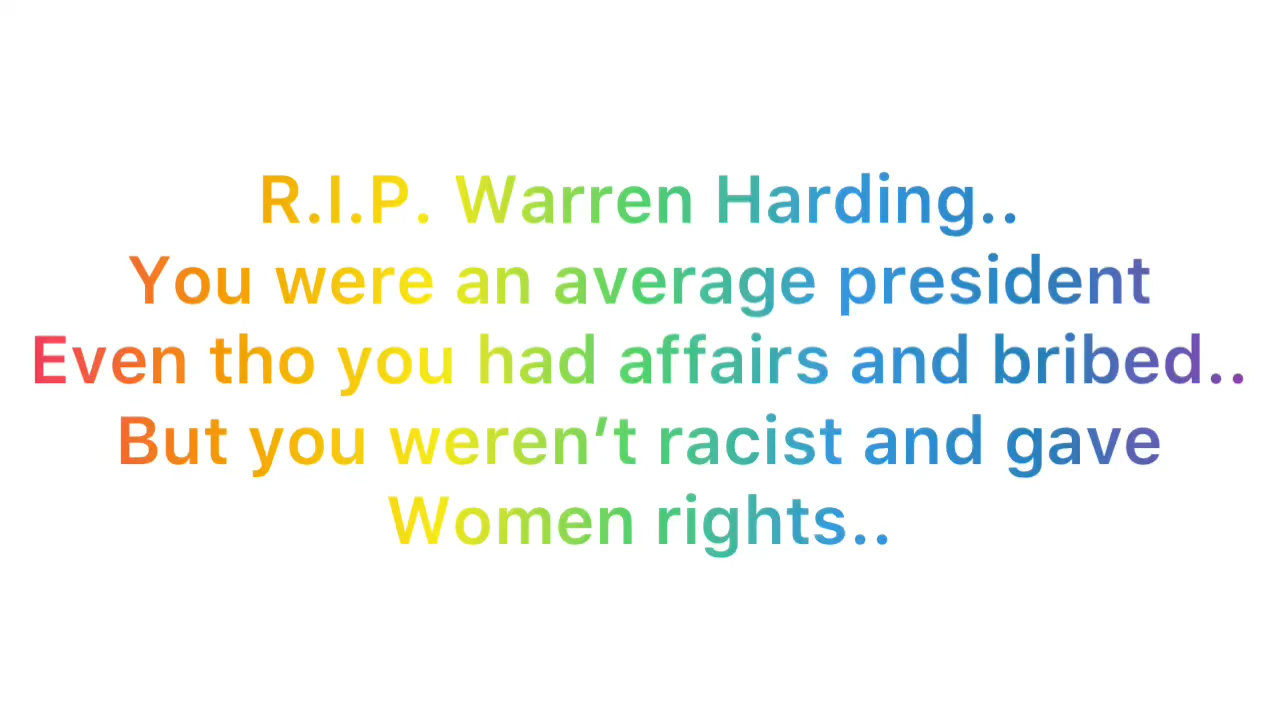 R.I.P. Warren Harding..
You were an average president
Even tho you had affairs and bribed..
But you weren’t racist and gave
Women rights..